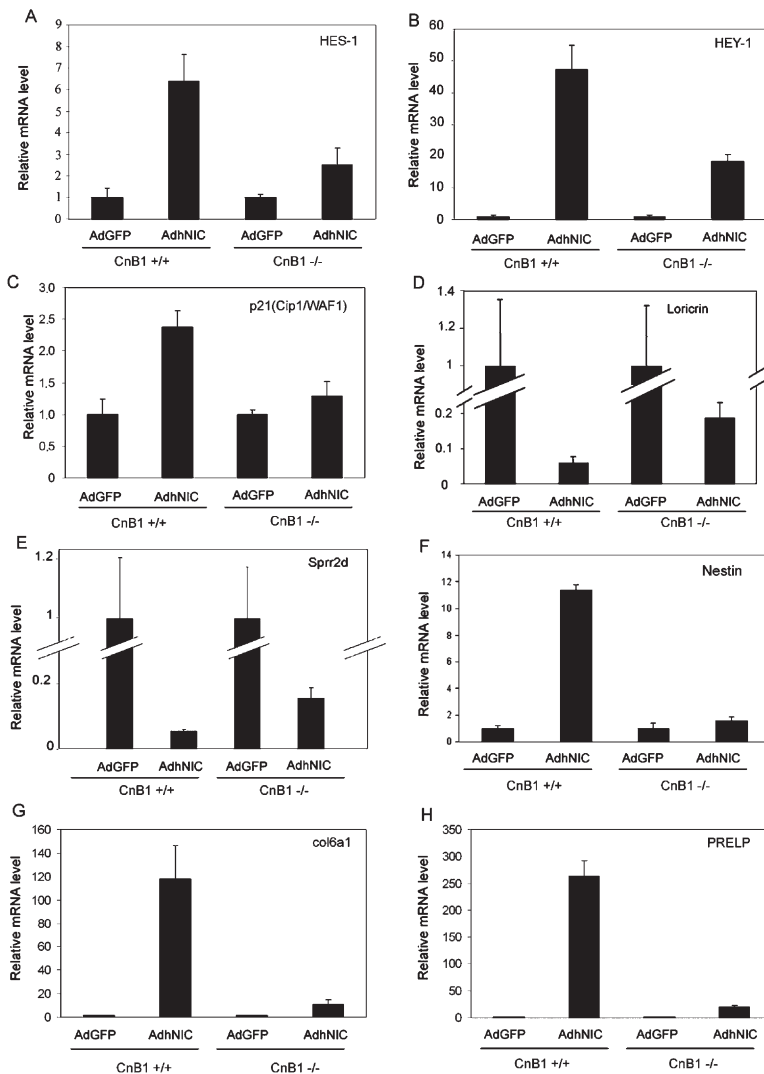 A
HES-1
Relative mRNA level
9
8
7
6
5
4
3
2
1
0
AdGFP AdhNIC AdGFP AdhNIC
CnB1 +/+ CnB1 -/-
B
HEY-1
Relative mRNA level
60
50
40
30
20
10
0
AdGFP AdhNIC AdGFP AdhNIC
CnB1 +/+ CnB1 -/-
C
p21(Cip1/WAF1)
Relative mRNA level
3.0
2.5
2.0
1.5
1.0
0,5
0
AdGFP AdhNIC AdGFP AdhNIC
CnB1 +/+ CnB1 -/-
D
Loricrin
Relative mRNA level
1.4
1.2
1
0.2
0.1
0
AdGFP AdhNIC AdGFP AdhNIC
CnB1 +/+ CnB1 -/-
E
Sprr2d
Relative mRNA level
1.2
1
0.2
0
AdGFP AdhNIC AdGFP AdhNIC
CnB1 +/+ CnB1 -/-
F
Nestin
Relative mRNA level
14
12
10
8
6
4
2
0
AdGFP AdhNIC AdGFP AdhNIC
CnB1 +/+ CnB1 -/-
G
col6a1
Relative mRNA level
160
140
120
100
80
60
40
20
0
AdGFP AdhNIC AdGFP AdhNIC
CnB1 +/+ CnB1 -/-
H
PRELP
Relative mRNA level
350
300
250
200
150
100
50
0
AdGFP AdhNIC AdGFP AdhNIC
CnB1 +/+ CnB1 -/-